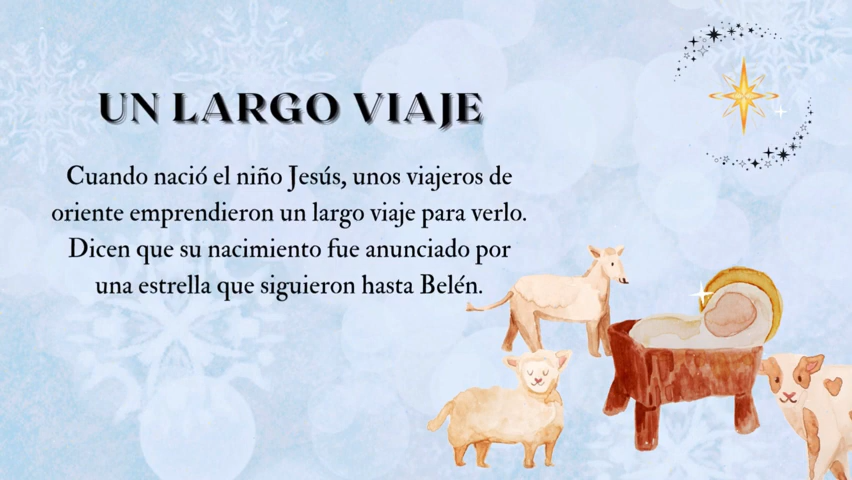 UN LARGO VIAJE
Cuando nació el niño Jesús, unos viajeros de
oriente emprendieron un largo viaje para verlo.
Dicen que su nacimiento fue anunciado por
una estrella que siguieron hasta Belén.